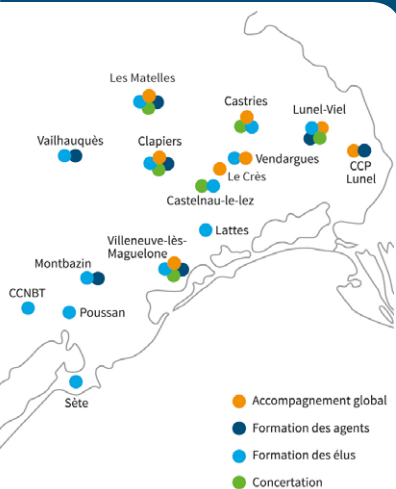 Les Matelles
Castries
Lunel-Viel
Vailhauquès
Clapiers
Vendargues
CCP
Lunel
Le Crès
Castelnau-le-lez
Lattes
Villeneuve-lès-
Maguelone
Montbazin
CCNBT
Poussan
Sète
Accompagnement global
Formation des agents
Formation des élus
Concertation